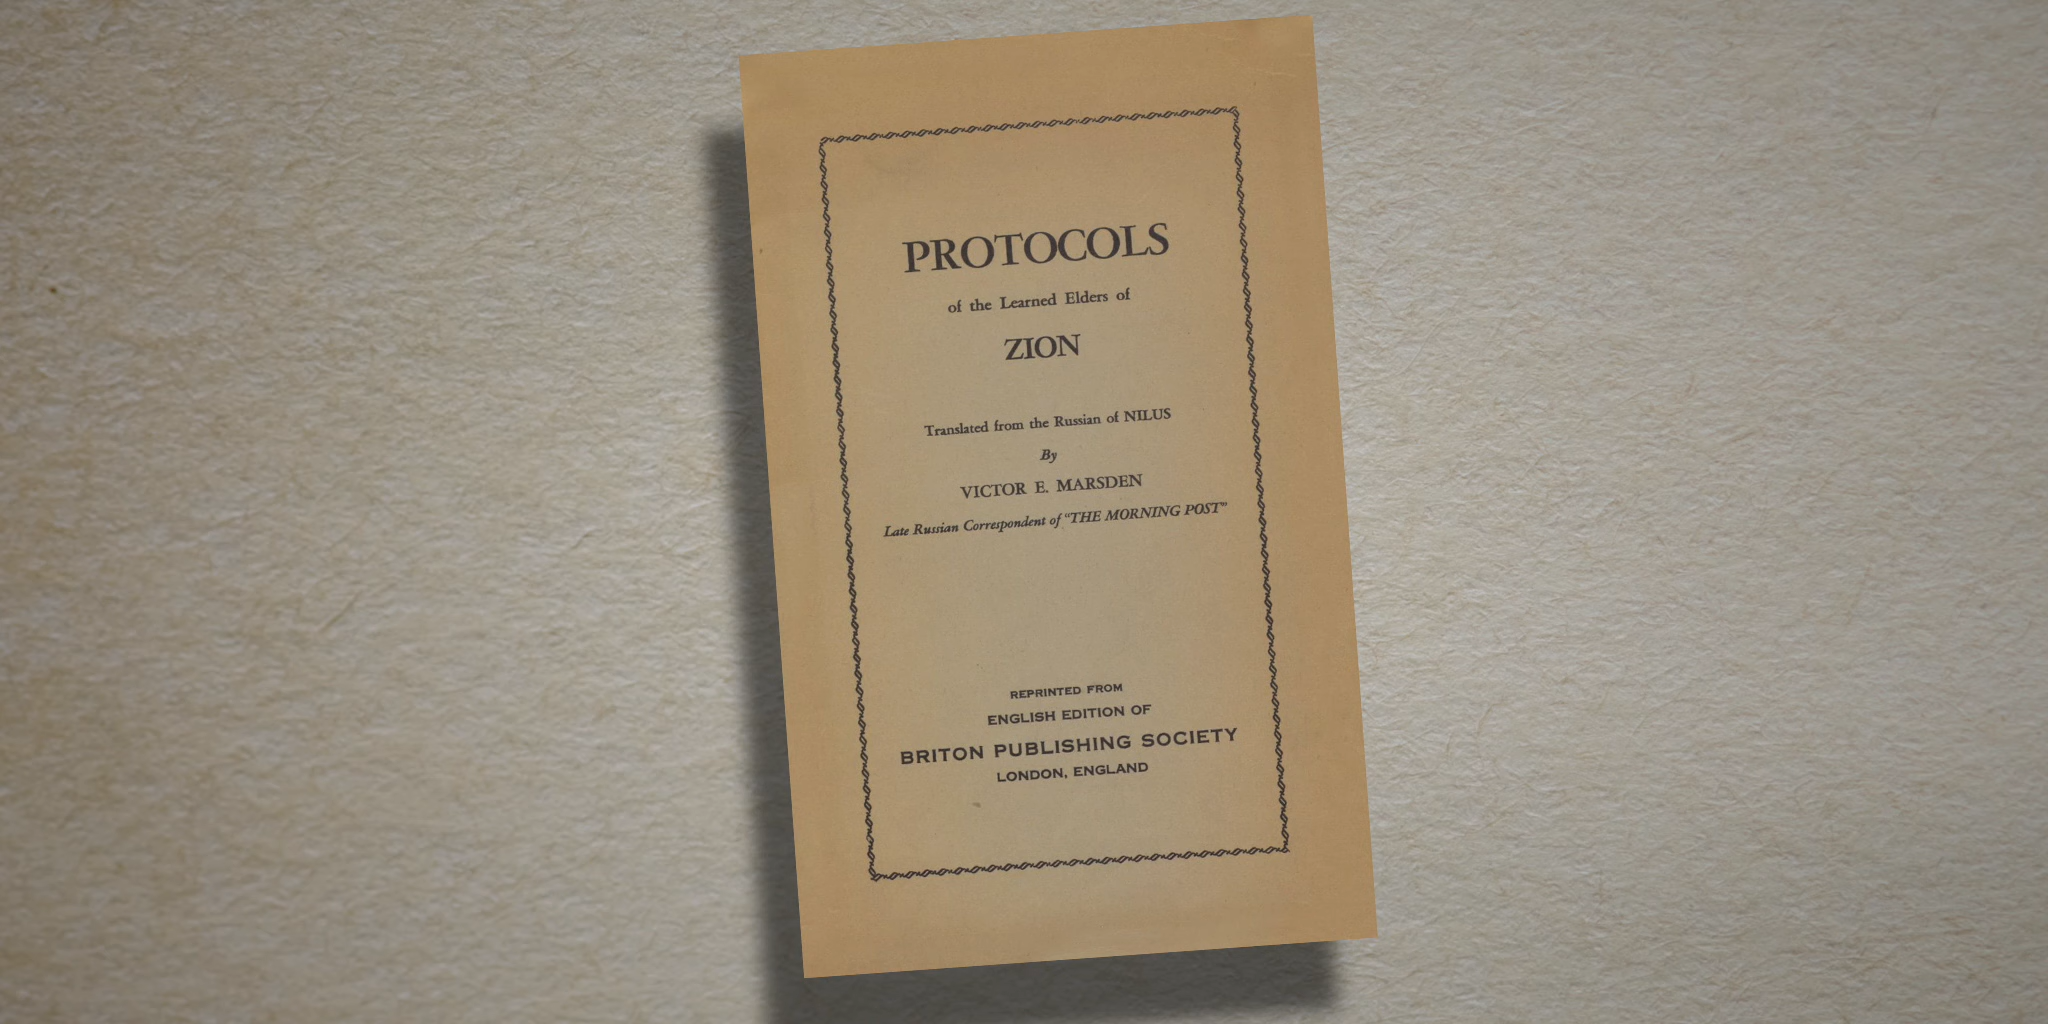 PROTOCOLS
of the Learned Elders of
ZION
Translated from the Russian of NILUS
By
VICTOR E. MARSDEN
Late Russian Correspondent of "THE MORNING POST"
REPRINTED FROM
ENGLISH EDITION OF
BRITON PUBLISHING SOCIETY
LONDON, ENGLAND